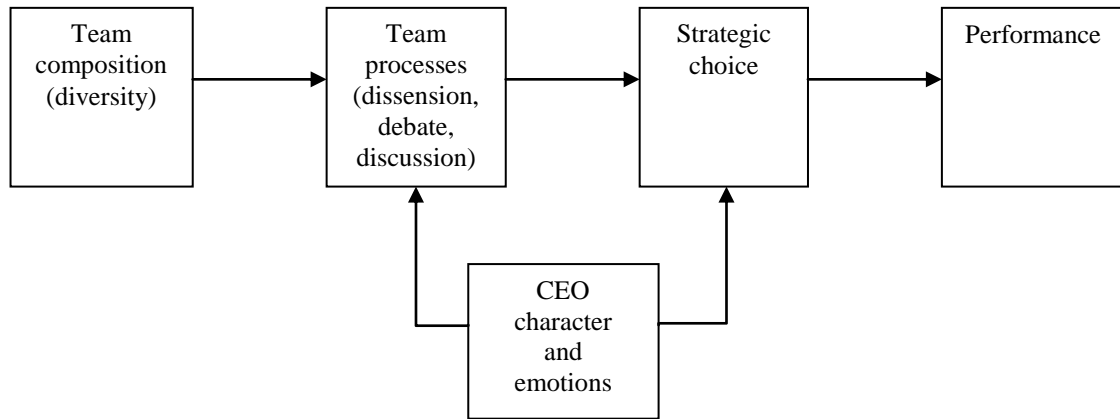 Team
composition
(diversity)
Team
processes
(dissension,
debate,
discussion)
Strategic
choice
Performance
CEO
character
and
emotions